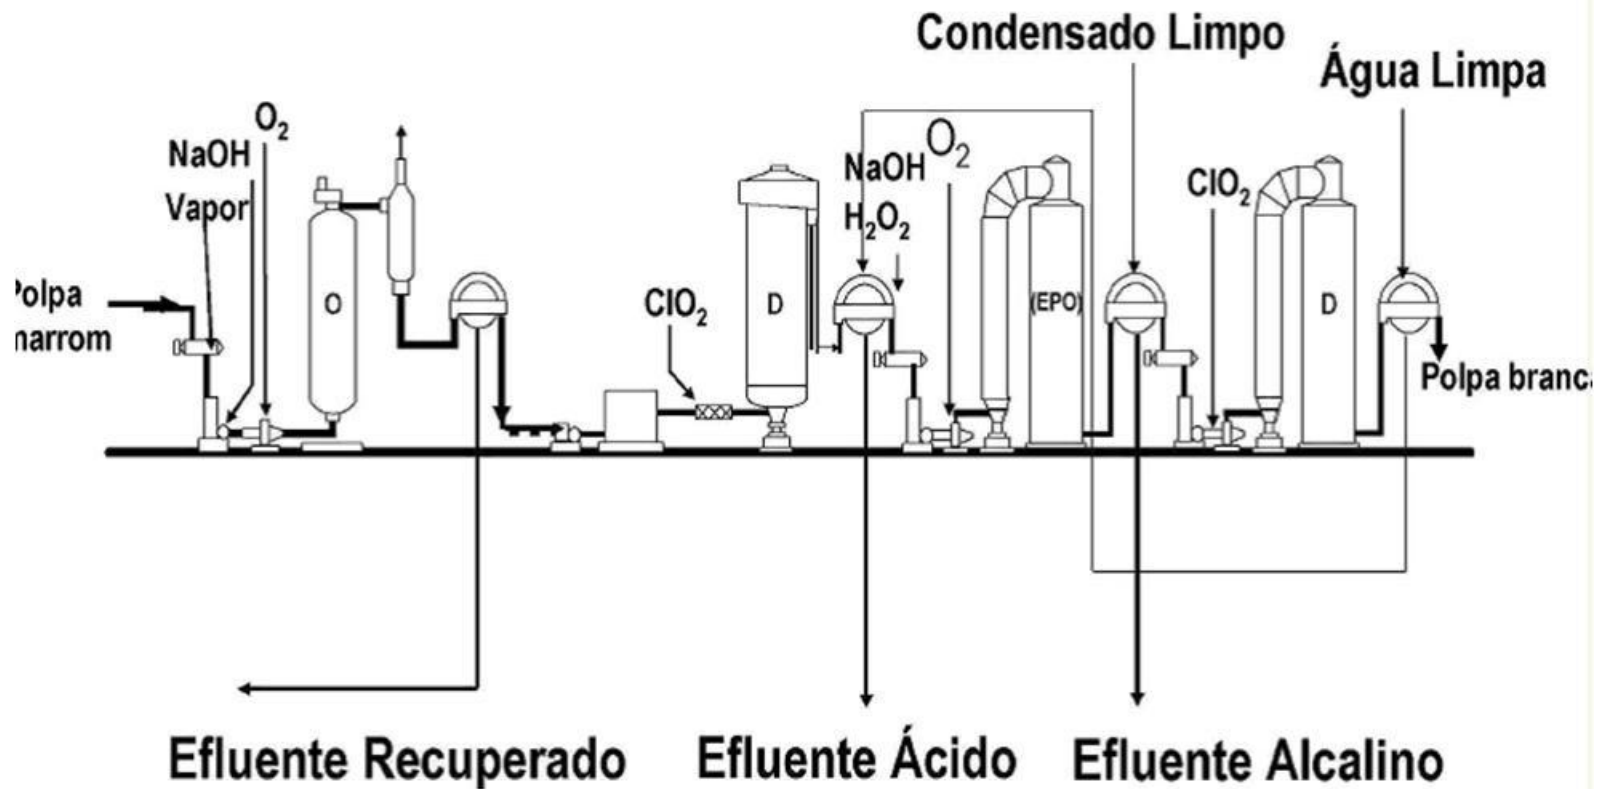 Condensado Limpo
Água Limpa
O₂
NaOH
Vapor
O
Polpa
marrom
ClO₂
D
O₂
NaOH
H₂O₂
(EPO)
ClO₂
D
Polpa branca
Efluente Recuperado
Efluente Ácido
Efluente Alcalino